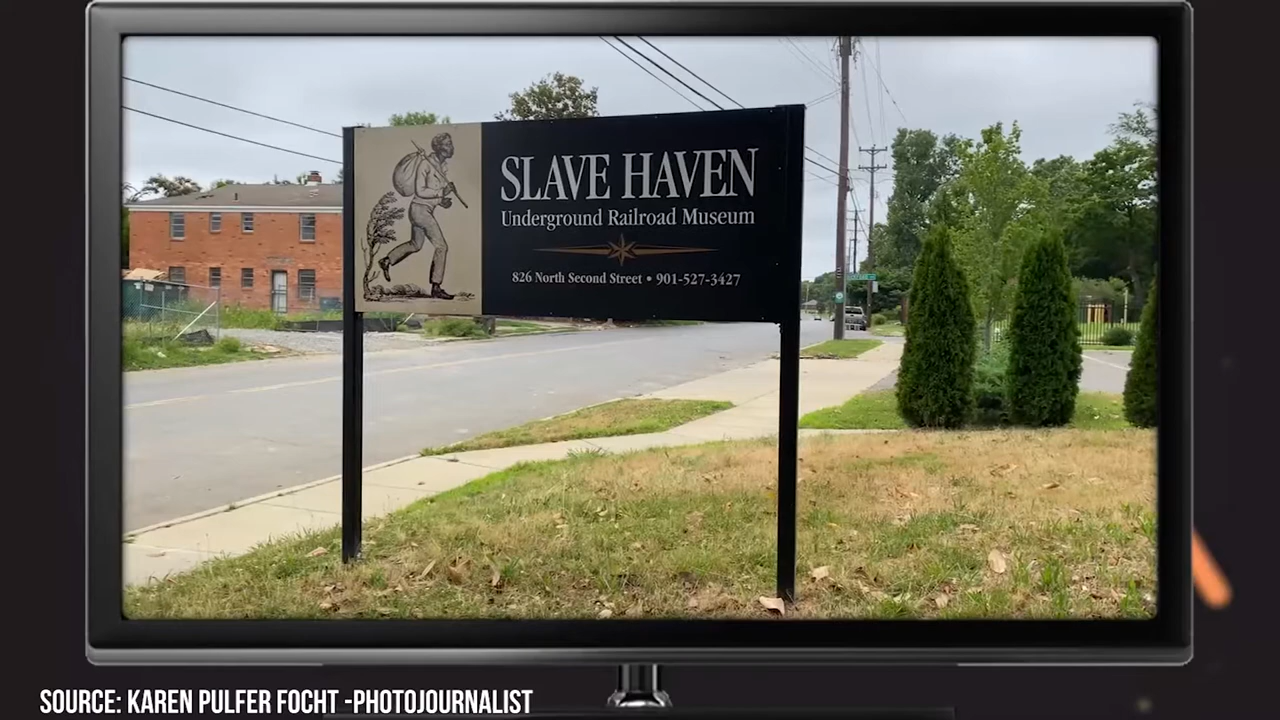 SLAVE HAVEN
Underground Railroad Museum
826 North Second Street • 901-527-3427
SOURCE: KAREN PULFER FOCHT -PHOTOJOURNALIST